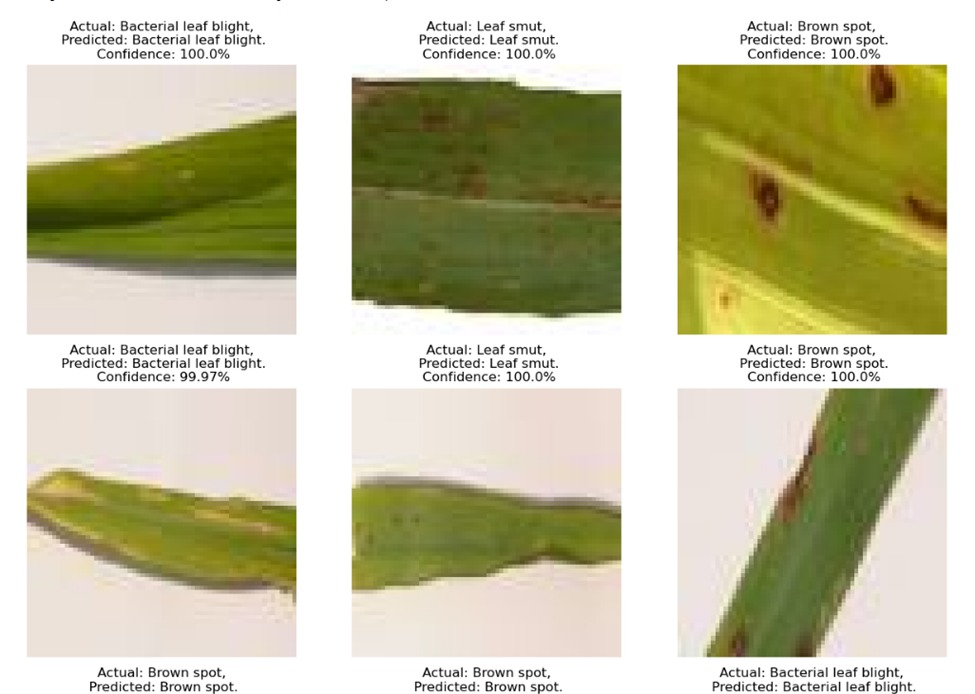 Actual: Bacterial leaf blight,
Predicted: Bacterial leaf blight.
Confidence: 100.0%
Actual: Leaf smut,
Predicted: Leaf smut.
Confidence: 100.0%
Actual: Brown spot,
Predicted: Brown spot.
Confidence: 100.0%
Actual: Bacterial leaf blight,
Predicted: Bacterial leaf blight.
Confidence: 99.97%
Actual: Leaf smut,
Predicted: Leaf smut.
Confidence: 100.0%
Actual: Brown spot,
Predicted: Brown spot.
Confidence: 100.0%
Actual: Brown spot,
Predicted: Brown spot.
Actual: Brown spot,
Predicted: Brown spot.
Actual: Bacterial leaf blight,
Predicted: Bacterial leaf blight.